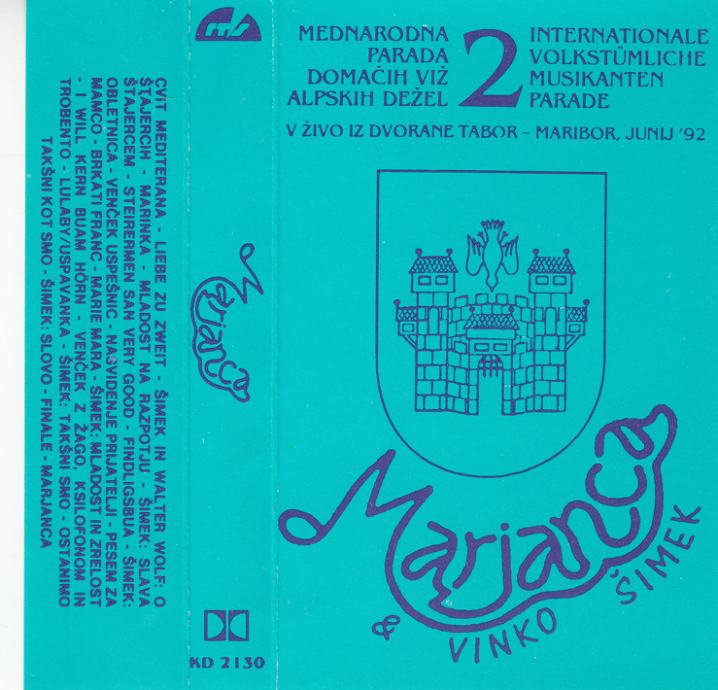 CVIT MEDITERANA - LIEBE ZU ZWEIT - ŠIMEK IN WALTER WOLF: O
ŠTAJERCIH - MARINKA - MLADOST NA RAZPOTJU - ŠIMEK: SLAVA
ŠTAJERCEM - STEIRERMEN SAN VERY GOOD - FINDLIGSBUA - ŠIMEK:
OBLETNICA - VENČEK USPEŠNIC - NASVIDENJE PRIJATELJI - PESEM ZA
MAMCO - BRKATI FRANC - MARIE MARA - ŠIMEK: MLADOST IN ZRELOST
- I WILL KERN BUAM HÖRN - VENČEK Z ŽAGO, KSILOFONOM IN
TROBENTO - LULABY/USPAVANKA - ŠIMEK: TAKŠNI SMO - OSTANIMO
TAKŠNI KOT SMO - ŠIMEK: SLOVO - FINALE - MARJANCA
Marjanca
KD 2130
MEDNARODNA
PARADA
DOMAČIH VIŽ
ALPSKIH DEŽEL
2
INTERNATIONALE
VOLKSTÜMLICHE
MUSIKANTEN
PARADE
V ŽIVO IZ DVORANE TABOR - MARIBOR, JUNIJ '92
Marjanca
& VINKO ŠIMEK